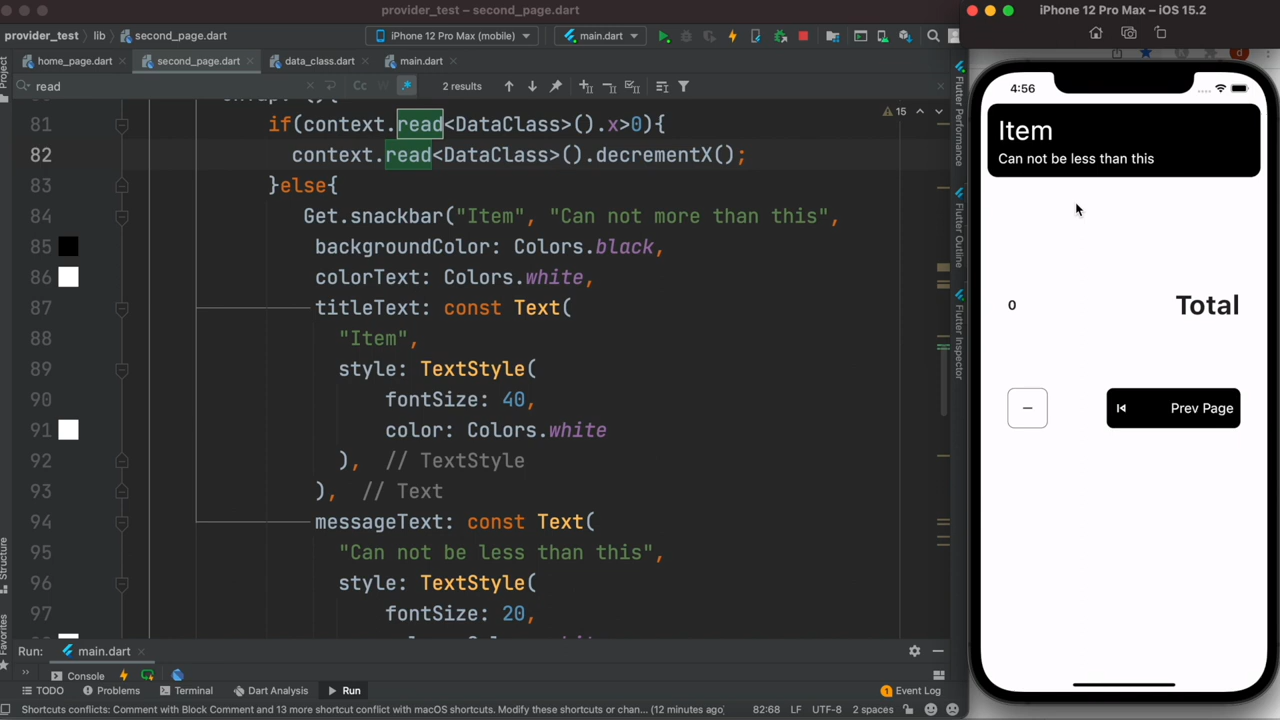 provider_test – second_page.dart
iPhone 12 Pro Max – iOS 15.2
provider_test lib second_page.dart
iPhone 12 Pro Max (mobile)
main.dart
home_page.dart
second_page.dart
data_class.dart
main.dart
read
Cc
W
.*
2 results
81 if(context.read<DataClass>().x>0){
15
82 context.read<DataClass>().decrementX();
83 }else{
84 Get.snackbar("Item", "Can not more than this",
85 backgroundColor: Colors.black,
86 colorText: Colors.white,
87 titleText: const Text(
88 "Item",
89 style: TextStyle(
90 fontSize: 40,
91 color: Colors.white
92 ), // TextStyle
93 ), // Text
94 messageText: const Text(
95 "Can not be less than this",
96 style: TextStyle(
97 fontSize: 20,
Project
Structure
Favorites
Flutter Performance
Flutter Outline
Flutter Inspector
d
4:56
Item
Can not be less than this
0
Total
Prev Page
Run: main.dart
Console
TODO
Problems
Terminal
Dart Analysis
Run
1 Event Log
Shortcuts conflicts: Comment with Block Comment and 13 more shortcut conflict with macOS shortcuts. Modify these shortcuts or chan... (12 minutes ago)
82:68
LF
UTF-8
2 spaces